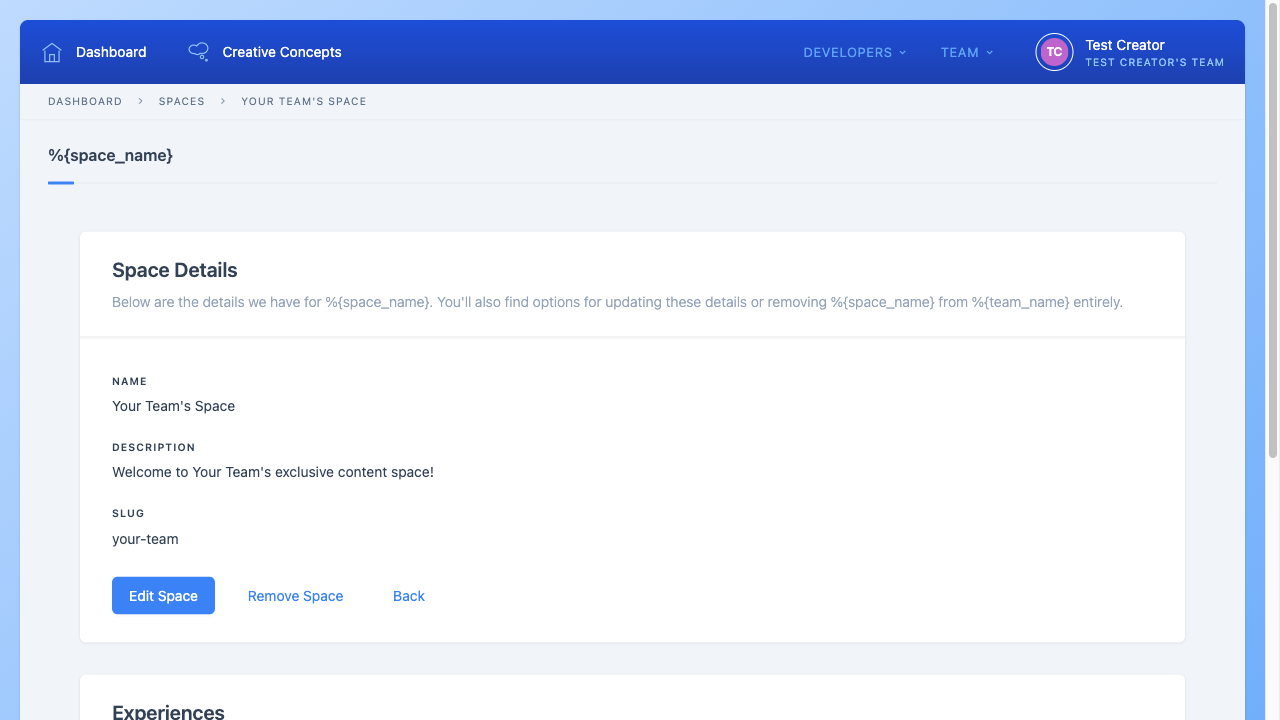 Dashboard
Creative Concepts
DEVELOPERS
TEAM
TC
Test Creator
TEST CREATOR'S TEAM
DASHBOARD > SPACES > YOUR TEAM'S SPACE
%{space_name}
Space Details
Below are the details we have for %{space_name}. You'll also find options for updating these details or removing %{space_name} from %{team_name} entirely.
NAME
Your Team's Space
DESCRIPTION
Welcome to Your Team's exclusive content space!
SLUG
your-team
Edit Space
Remove Space
Back
Experiences